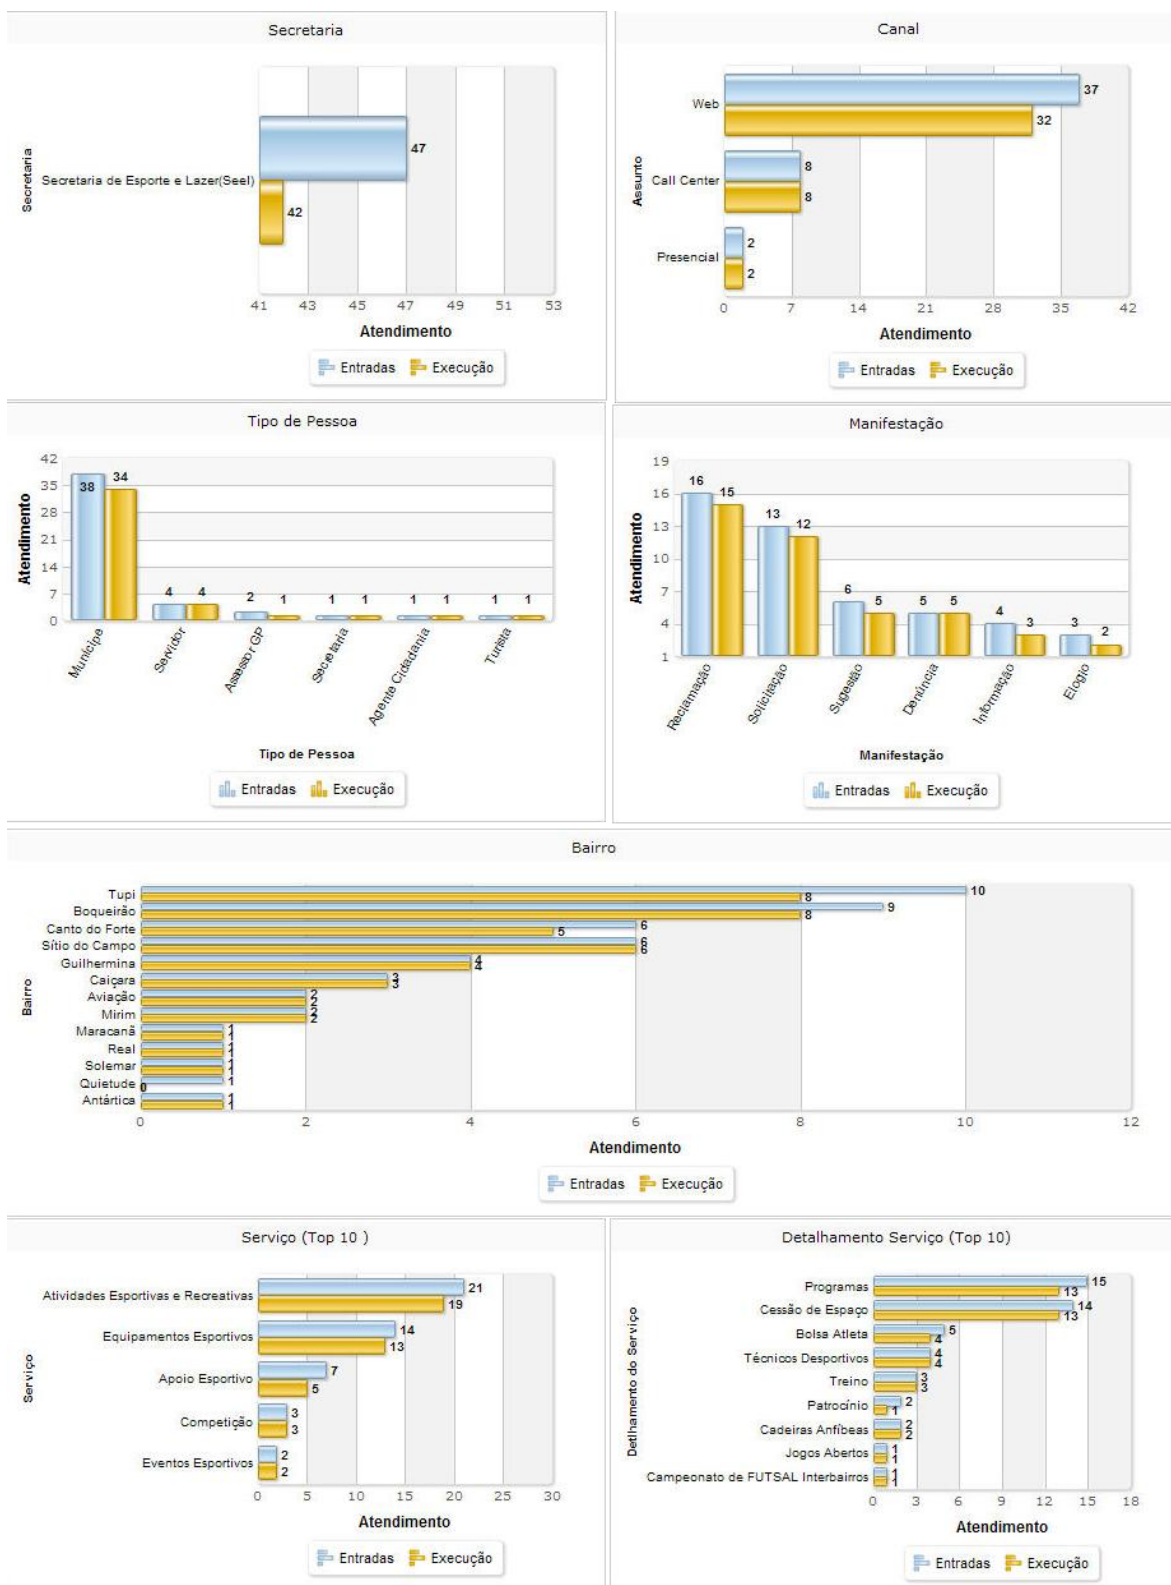 Secretaria
Secretaria
Secretaria de Esporte e Lazer(Seel)
47
42
41 43 45 47 49 51 53
Atendimento
Entradas Execução
Canal
Assunto
Web
37
32
Call Center
8
8
Presencial
2
2
0 7 14 21 28 35 42
Atendimento
Entradas Execução
Tipo de Pessoa
Atendimento
42
35
28
21
14
7
0
38 34
4 4
2 1
1 1
1 1
1 1
Munícipe
Servidor
Assessor GP
Secretaria
Agente Cidadania
Turista
Tipo de Pessoa
Entradas Execução
Manifestação
Atendimento
19
16
13
10
7
4
1
16 15
13 12
6 5
5 5
4 3
3 2
Reclamação
Solicitação
Sugestão
Denúncia
Informação
Elogio
Manifestação
Entradas Execução
Bairro
Bairro
Tupi
10
8
Boqueirão
9
8
Canto do Forte
6
5
Sítio do Campo
6
6
Guilhermina
4
4
Caiçara
3
3
Aviação
2
2
Mirim
2
2
Maracanã
1
1
Real
1
1
Solemar
1
1
Quietude
1
0
Antártica
1
1
0 2 4 6 8 10 12
Atendimento
Entradas Execução
Serviço (Top 10 )
Serviço
Atividades Esportivas e Recreativas
21
19
Equipamentos Esportivos
14
13
Apoio Esportivo
7
5
Competição
3
3
Eventos Esportivos
2
2
0 5 10 15 20 25 30
Atendimento
Entradas Execução
Detalhamento Serviço (Top 10)
Detlhamento do Serviço
Programas
15
13
Cessão de Espaço
14
13
Bolsa Atleta
5
4
Técnicos Desportivos
4
4
Treino
3
3
Patrocínio
2
1
Cadeiras Anfíbeas
2
2
Jogos Abertos
1
1
Campeonato de FUTSAL Interbairros
1
1
0 3 6 9 12 15 18
Atendimento
Entradas Execução